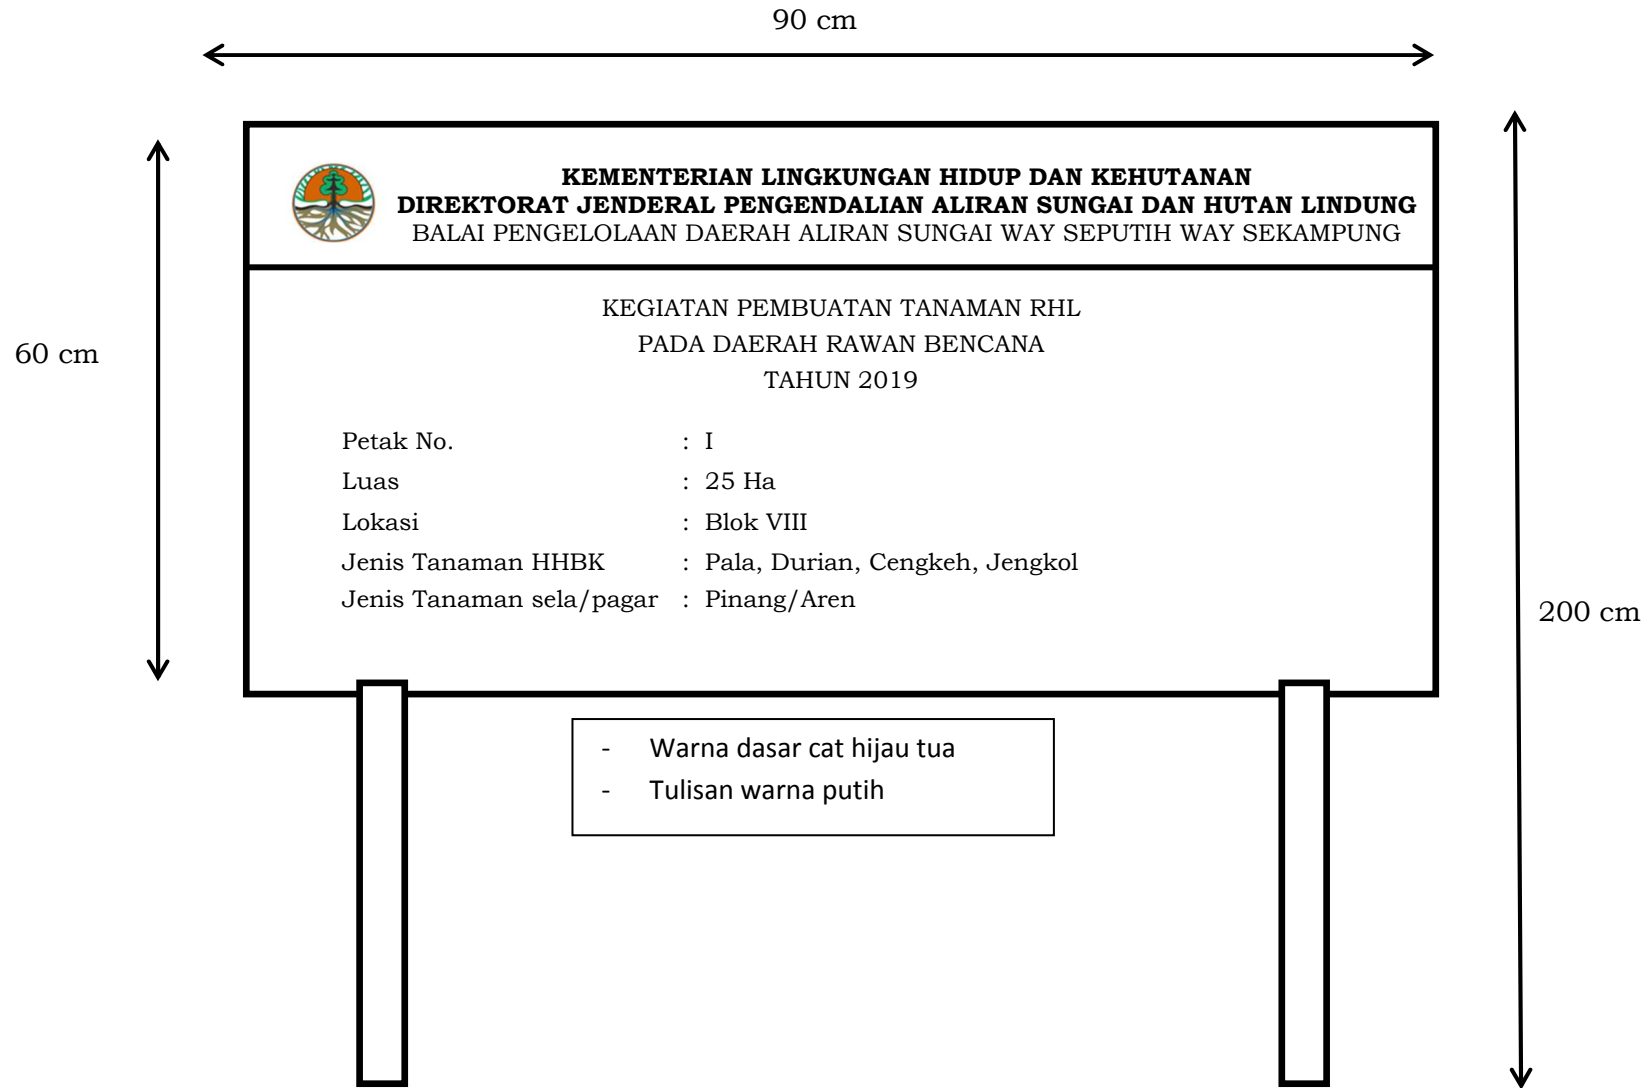 90 cm
KEMENTERIAN LINGKUNGAN HIDUP DAN KEHUTANAN
DIREKTORAT JENDERAL PENGENDALIAN ALIRAN SUNGAI DAN HUTAN LINDUNG
BALAI PENGELOLAAN DAERAH ALIRAN SUNGAI WAY SEPUTIH WAY SEKAMPUNG
KEGIATAN PEMBUATAN TANAMAN RHL
PADA DAERAH RAWAN BENCANA
TAHUN 2019
60 cm
Petak No. : I
Luas : 25 Ha
Lokasi : Blok VIII
Jenis Tanaman HHBK : Pala, Durian, Cengkeh, Jengkol
Jenis Tanaman sela/pagar : Pinang/Aren
200 cm
- Warna dasar cat hijau tua
- Tulisan warna putih